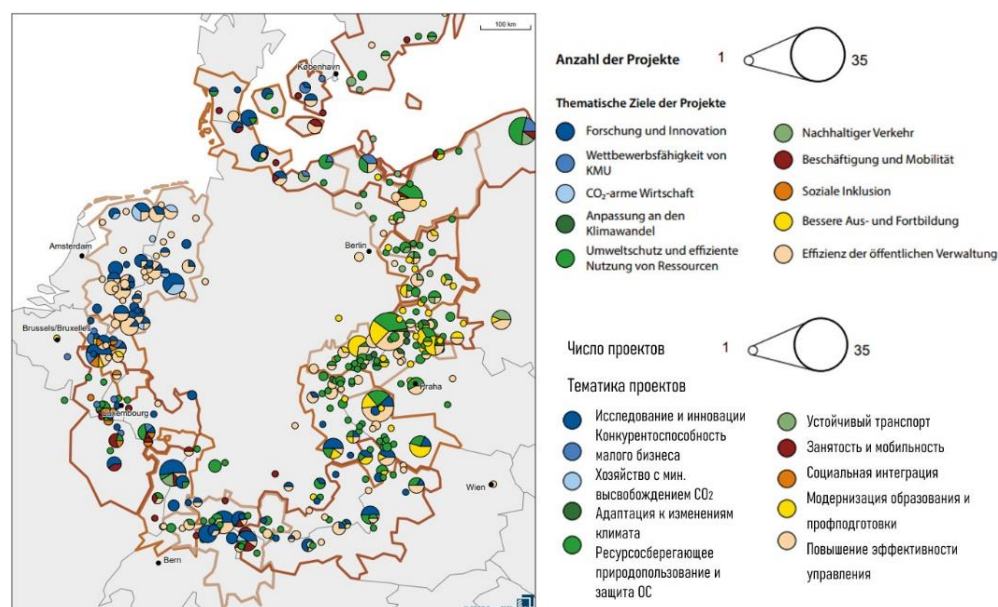 100 km
København
Amsterdam
Berlin
Brussels/Bruxelles
Praha
Luxembourg
Wien
Bern
Anzahl der Projekte
1
35
Thematische Ziele der Projekte
Forschung und Innovation
Wettbewerbsfähigkeit von
KMU
CO₂-arme Wirtschaft
Anpassung an den
Klimawandel
Umweltschutz und effiziente
Nutzung von Ressourcen
Nachhaltiger Verkehr
Beschäftigung und Mobilität
Soziale Inklusion
Bessere Aus- und Fortbildung
Effizienz der öffentlichen Verwaltung
Число проектов
1
35
Тематика проектов
Исследование и инновации
Конкурентоспособность
малого бизнеса
Хозяйство с мин.
высвобождением CO₂
Адаптация к изменениям
климата
Ресурсосберегающее
природопользование и
защита ОС
Устойчивый транспорт
Занятость и мобильность
Социальная интеграция
Модернизация образования и
профподготовки
Повышение эффективности
управления